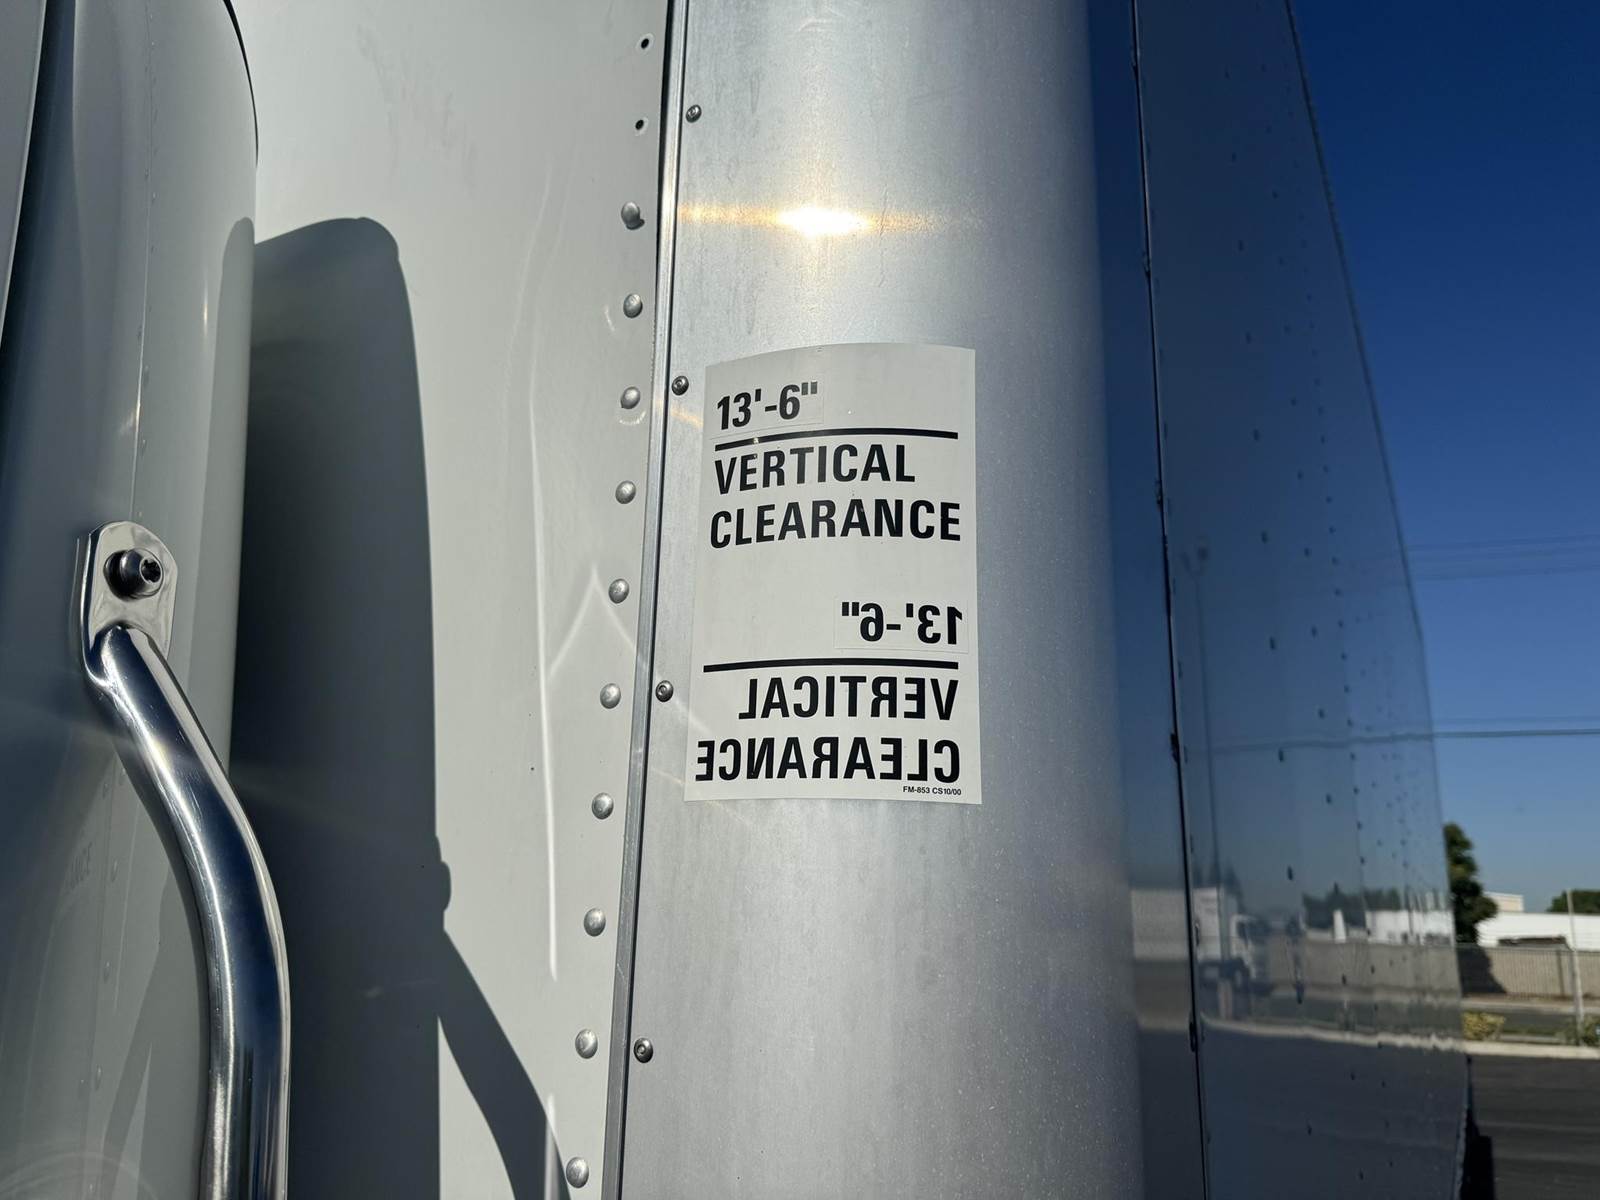 13'-6"
VERTICAL
CLEARANCE
13'-6"
VERTICAL
CLEARANCE
FM-853 CS10/00